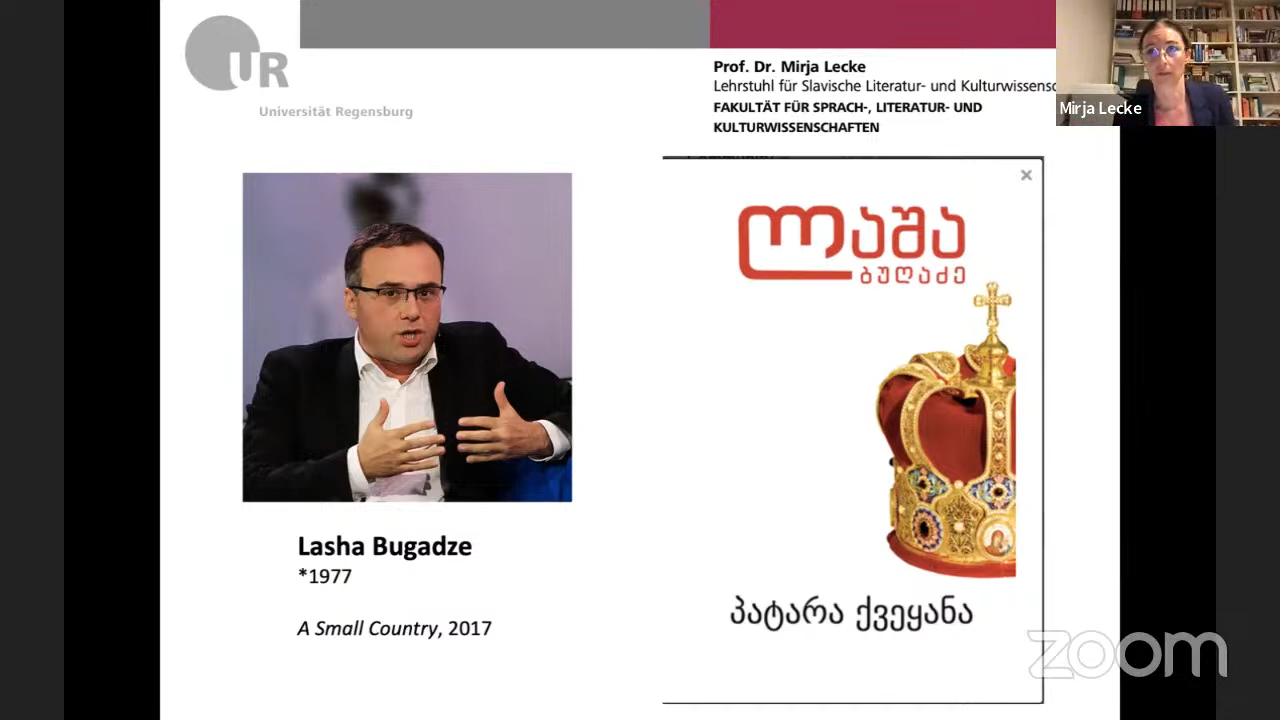 UR
Universität Regensburg
Prof. Dr. Mirja Lecke
Lehrstuhl für Slavische Literatur- und Kulturwissensc
FAKULTÄT FÜR SPRACH-, LITERATUR- UND
KULTURWISSENSCHAFTEN
Mirja Lecke
ლაშა
ბუღაძე
Lasha Bugadze
*1977
A Small Country, 2017
პატარა ქვეყანა
zoom